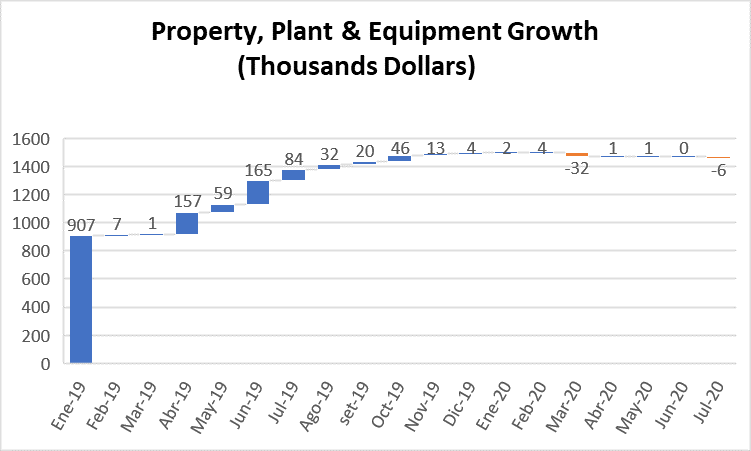 Property, Plant & Equipment Growth
(Thousands Dollars)
1600
1400
1200
1000
800
600
400
200
0
907
7
1
157
59
165
84
32
20
46
13
4
2
4
-32
1
1
0
-6
Ene-19
Feb-19
Mar-19
Abr-19
May-19
Jun-19
Jul-19
Ago-19
set-19
Oct-19
Nov-19
Dic-19
Ene-20
Feb-20
Mar-20
Abr-20
May-20
Jun-20
Jul-20